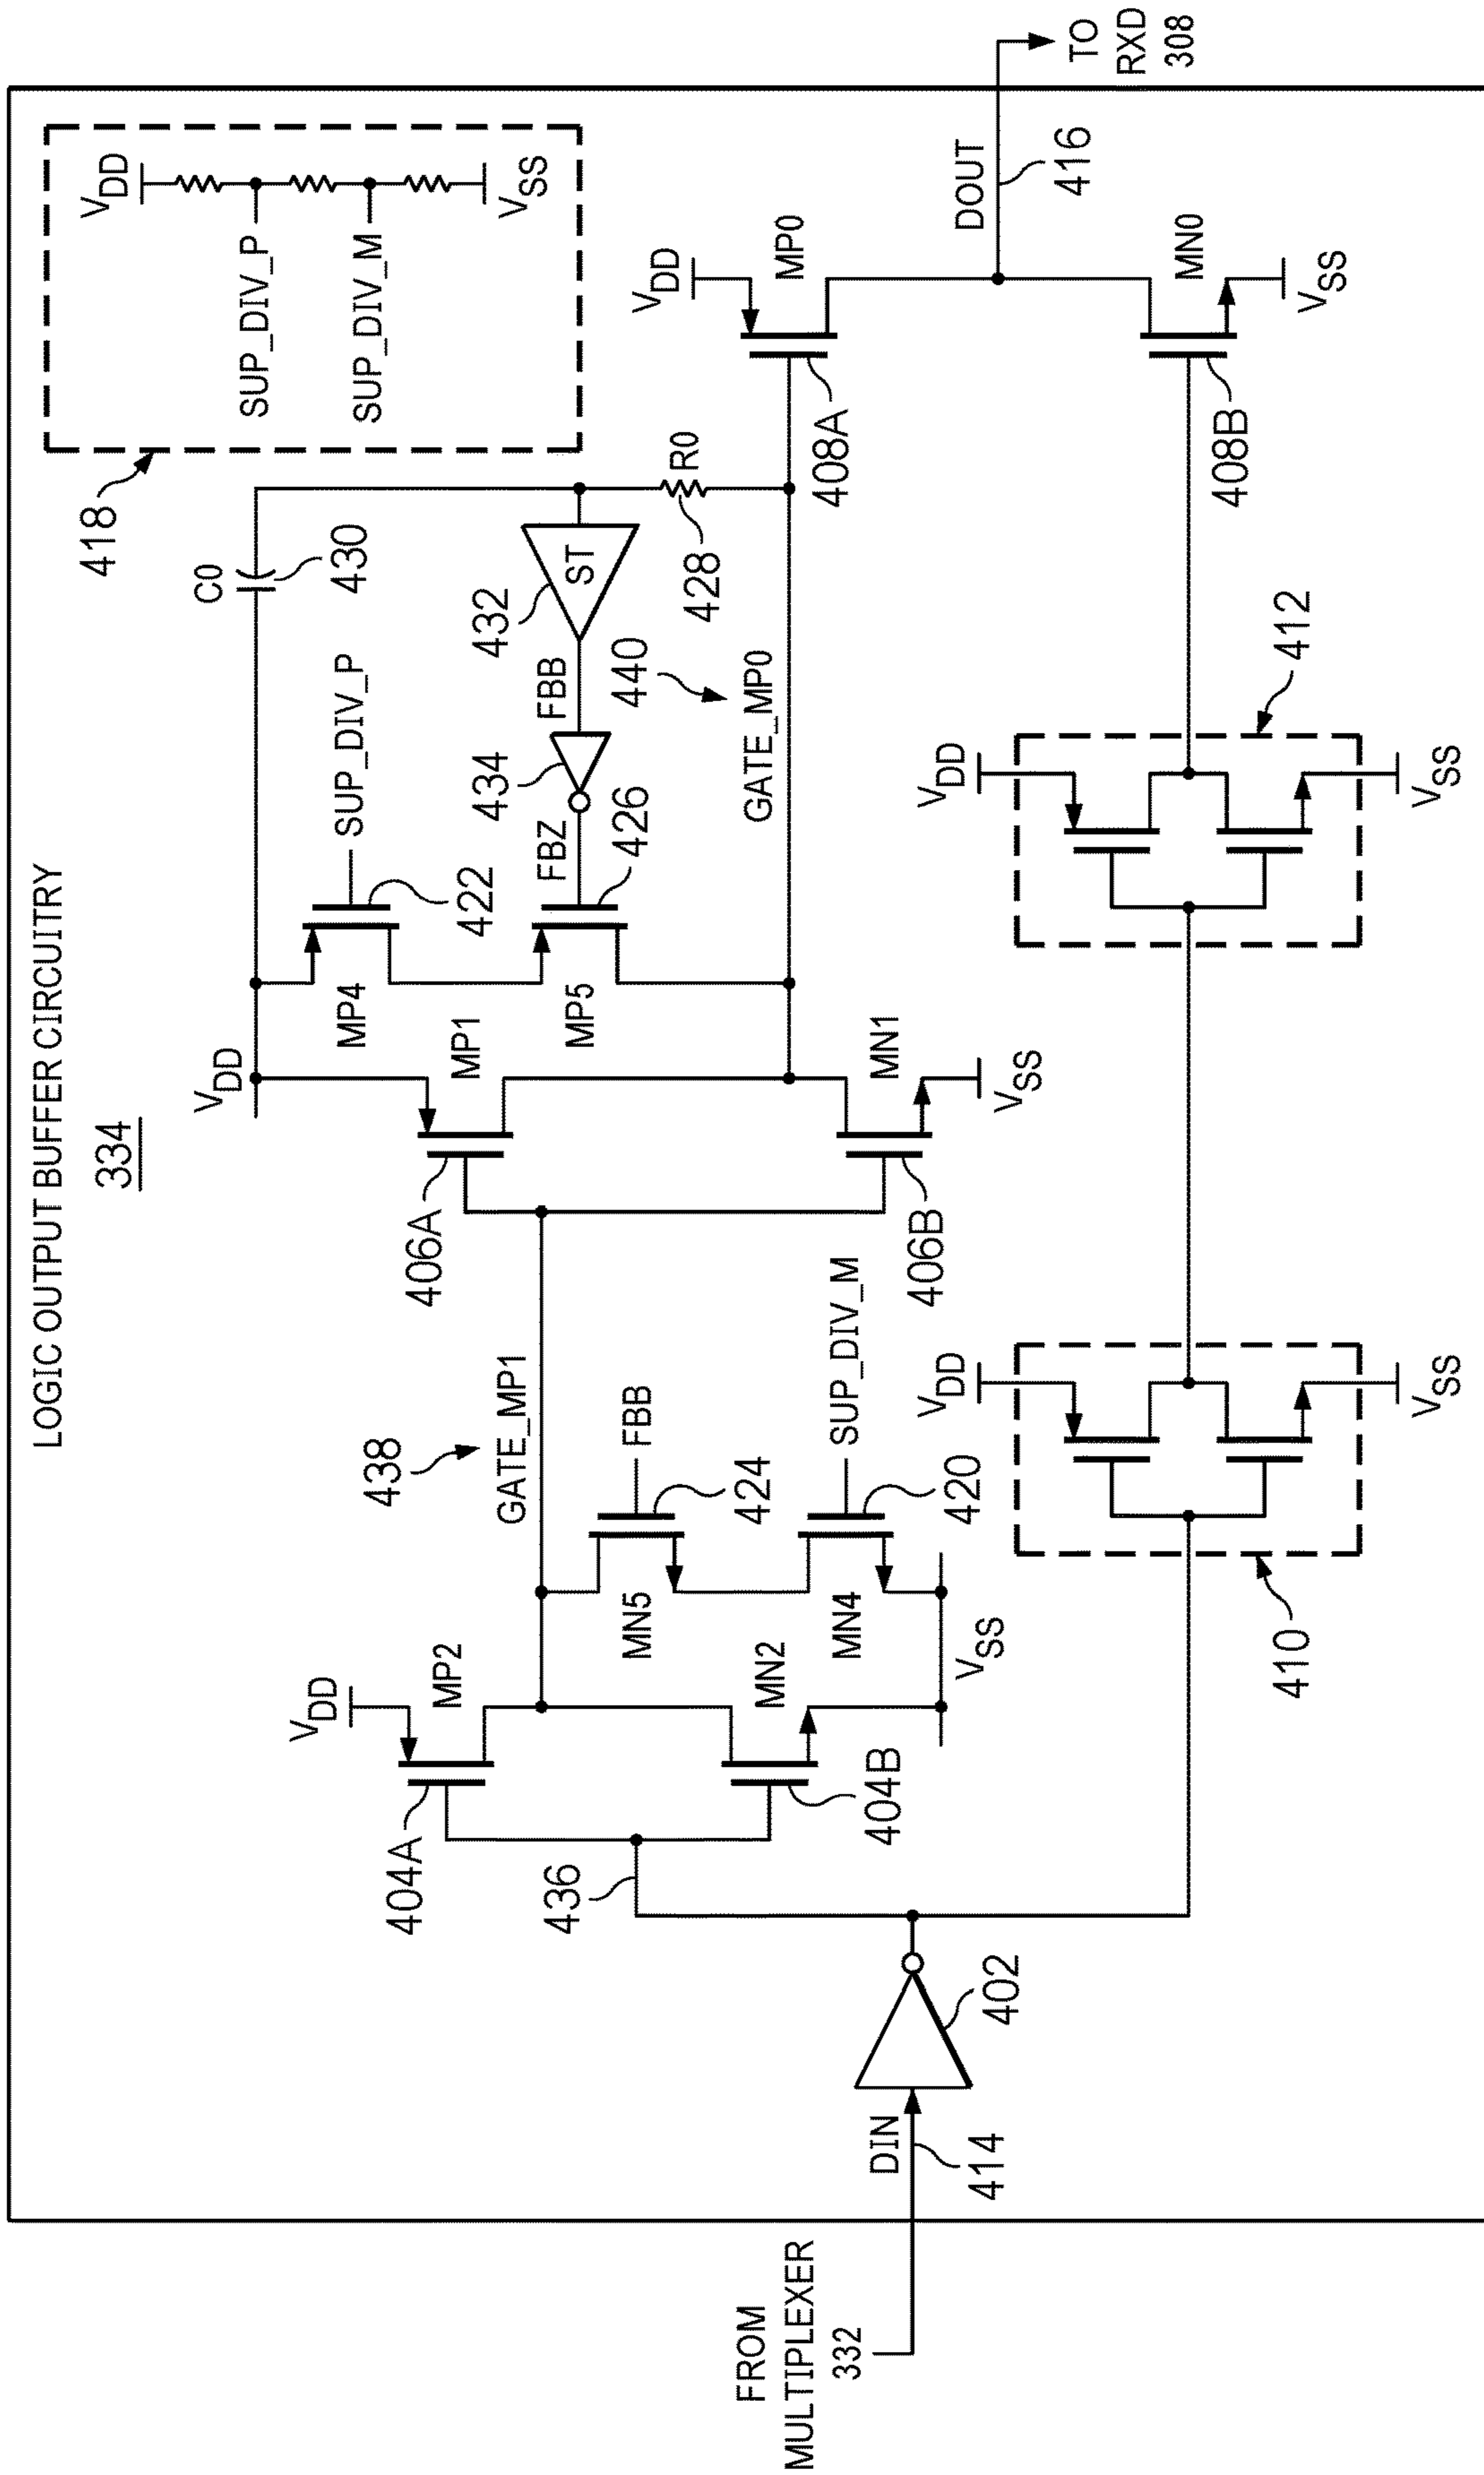 LOGIC OUTPUT BUFFER CIRCUITRY
334
FROM
MULTIPLEXER
332
DIN
414
402
436
404A
VDD
MP2
MN2
404B
438
GATE_MP1
FBB
424
MN5
SUP_DIV_M
420
MN4
VSS
406A
VDD
MP1
MN1
406B
VSS
MP4
422
SUP_DIV_P
MP5
426
FBZ
434
FBB
432
ST
440
GATE_MP0
C0
430
R0
428
418
VDD
SUP_DIV_P
SUP_DIV_M
VSS
VDD
MP0
408A
DOUT
416
TO
RXD
308
MN0
408B
VSS
410
VDD
VSS
412
VDD
VSS